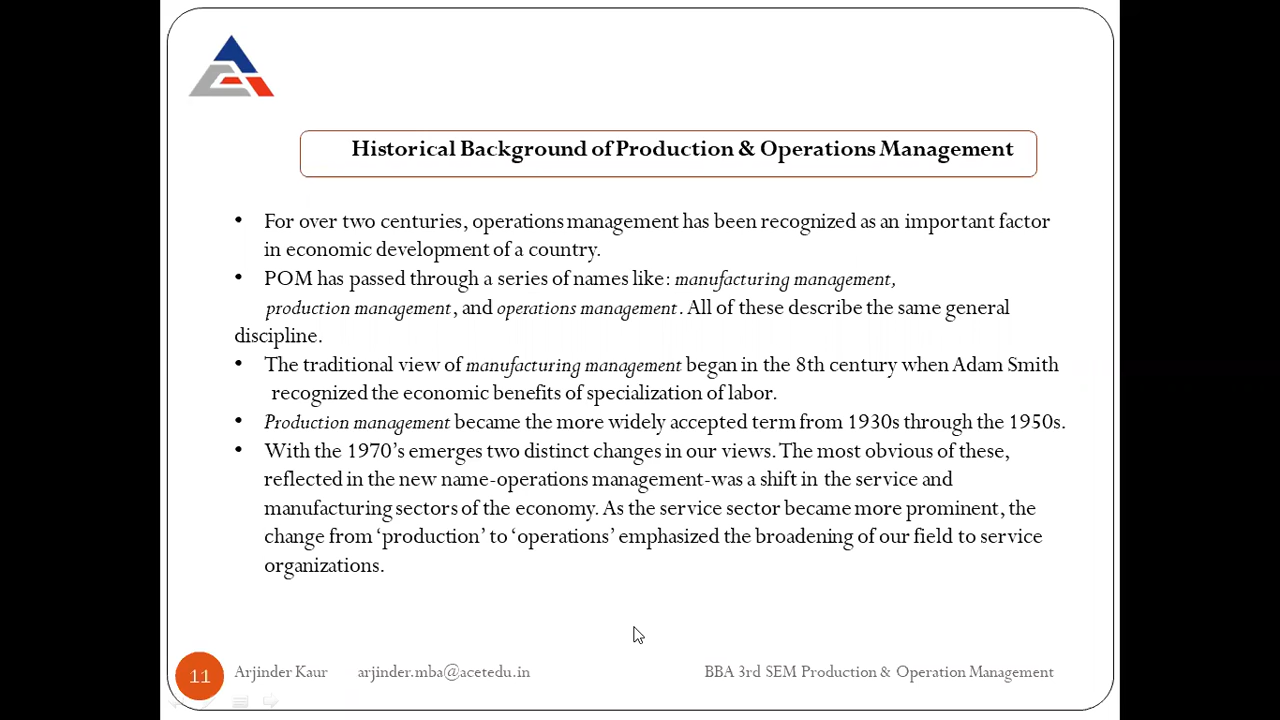 Historical Background of Production & Operations Management
• For over two centuries, operations management has been recognized as an important factor
in economic development of a country.
• POM has passed through a series of names like: manufacturing management,
production management, and operations management. All of these describe the same general
discipline.
• The traditional view of manufacturing management began in the 8th century when Adam Smith
recognized the economic benefits of specialization of labor.
• Production management became the more widely accepted term from 1930s through the 1950s.
• With the 1970’s emerges two distinct changes in our views. The most obvious of these,
reflected in the new name-operations management-was a shift in the service and
manufacturing sectors of the economy. As the service sector became more prominent, the
change from ‘production’ to ‘operations’ emphasized the broadening of our field to service
organizations.
11 Arjinder Kaur arjinder.mba@acetedu.in BBA 3rd SEM Production & Operation Management